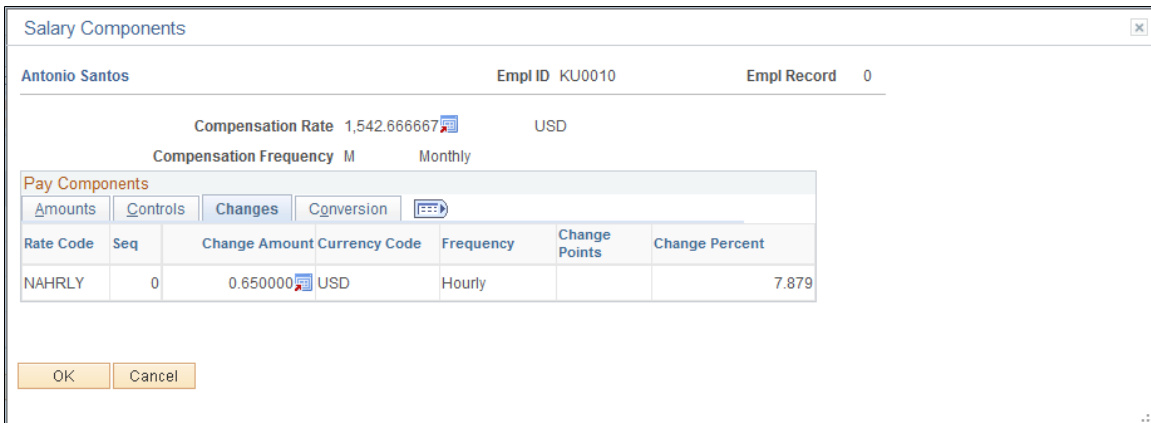 Salary Components
Antonio Santos Empl ID KU0010 Empl Record 0
Compensation Rate 1,542.666667 USD
Compensation Frequency M Monthly
Pay Components
Amounts Controls Changes Conversion
Rate Code Seq Change Amount Currency Code Frequency Change Points Change Percent
NAHRLY 0 0.650000 USD Hourly 7.879
OK Cancel